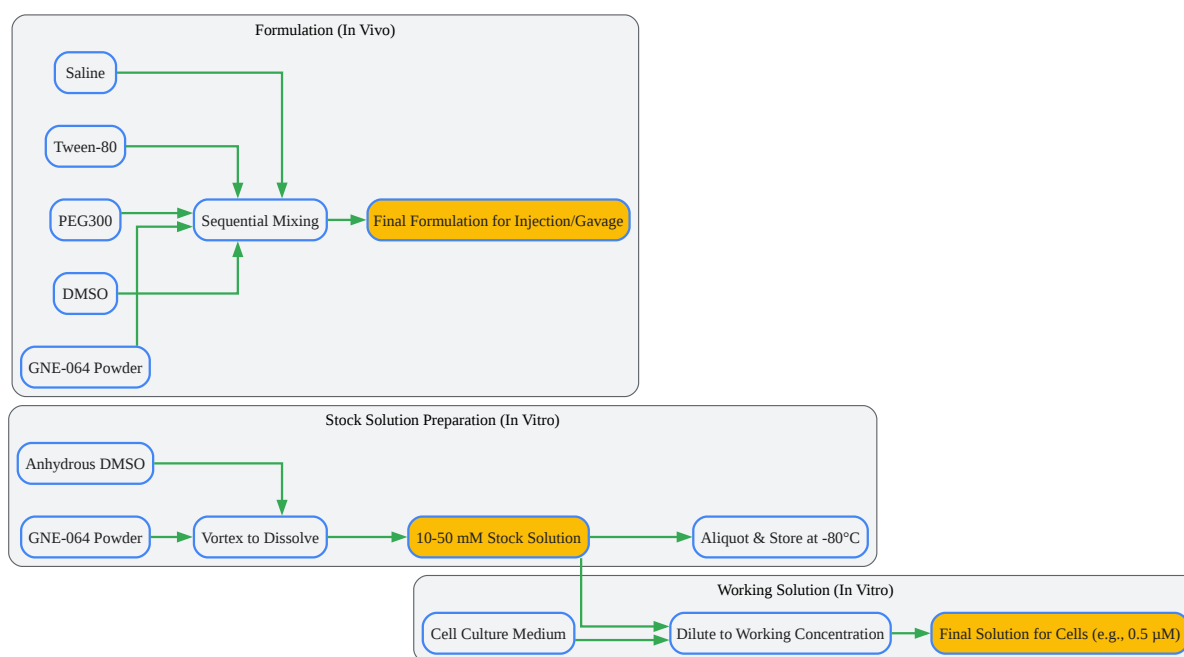 Formulation (In Vivo)
Saline
Tween-80
PEG300
Sequential Mixing
Final Formulation for Injection/Gavage
DMSO
GNE-064 Powder
Stock Solution Preparation (In Vitro)
Anhydrous DMSO
GNE-064 Powder
Vortex to Dissolve
10-50 mM Stock Solution
Aliquot & Store at -80°C
Working Solution (In Vitro)
Cell Culture Medium
Dilute to Working Concentration
Final Solution for Cells (e.g., 0.5 µM)